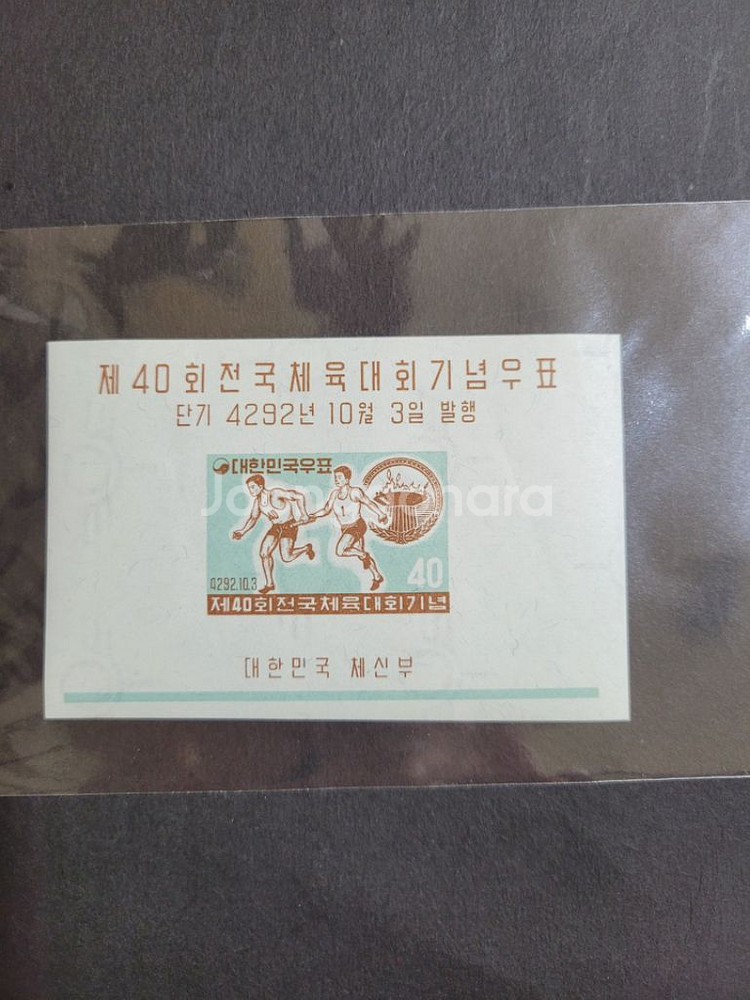 제 40 회 전 국 체 육 대 회 기 념 우 표
단기 4292년 10월 3일 발행
대한민국우표
Joonggonara
4292.10.3
40
제40회전국체육대회기념
대한민국 체신부